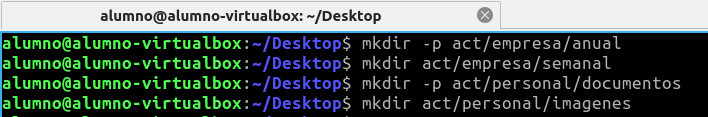 alumno@alumno-virtualbox: ~/Desktop
alumno@alumno-virtualbox:~/Desktop$ mkdir -p act/empresa/anual
alumno@alumno-virtualbox:~/Desktop$ mkdir act/empresa/semanal
alumno@alumno-virtualbox:~/Desktop$ mkdir -p act/personal/documentos
alumno@alumno-virtualbox:~/Desktop$ mkdir act/personal/imagenes